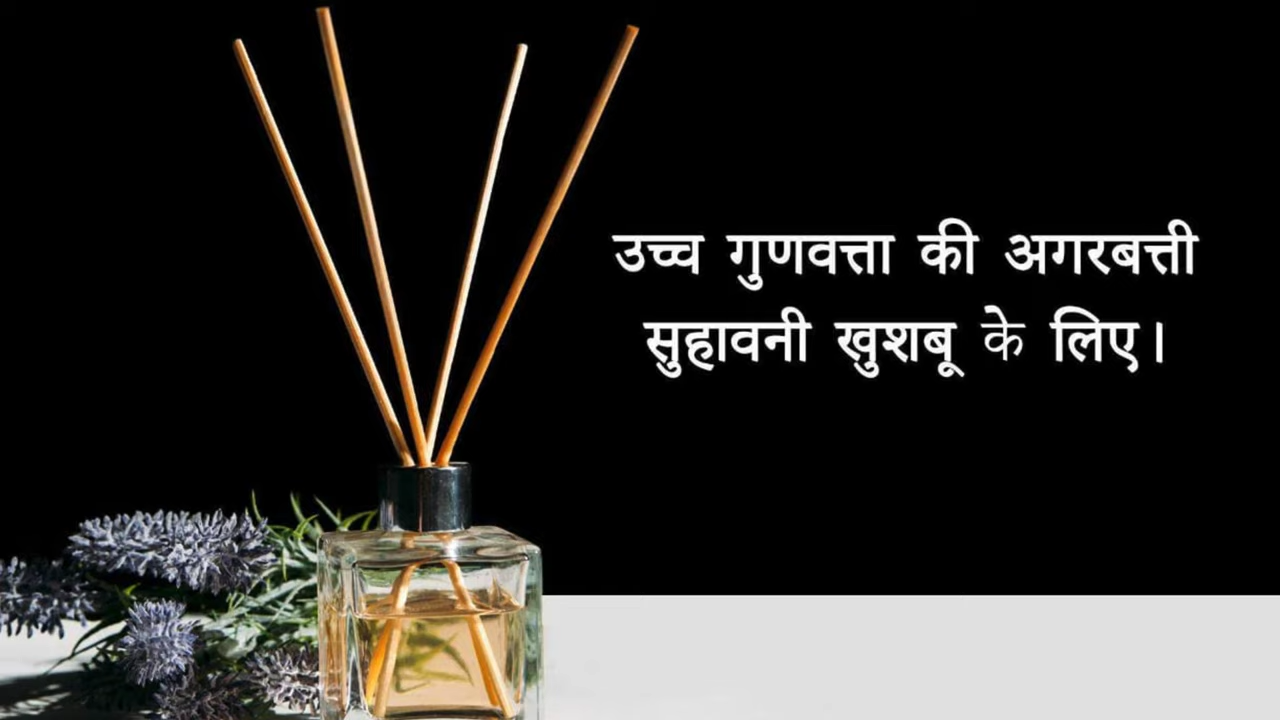 उच्च गुणवत्ता की अगरबत्ती
सुहावनी खुशबू के लिए।